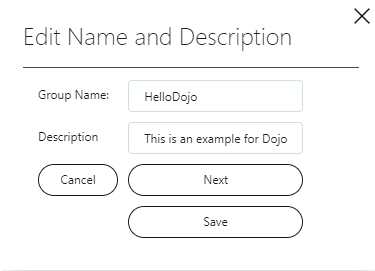 Edit Name and Description
Group Name: HelloDojo
Description This is an example for Dojo
Cancel Next
Save